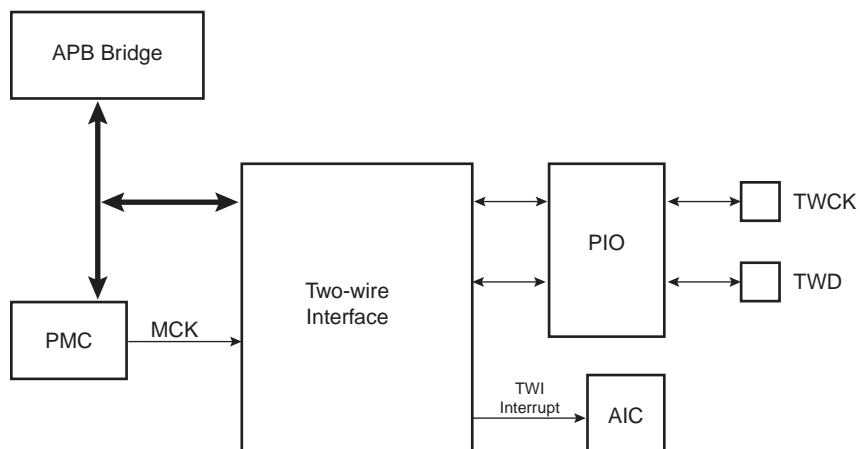 APB Bridge
PMC
MCK
Two-wire
Interface
PIO
TWCK
TWD
TWI
Interrupt
AIC